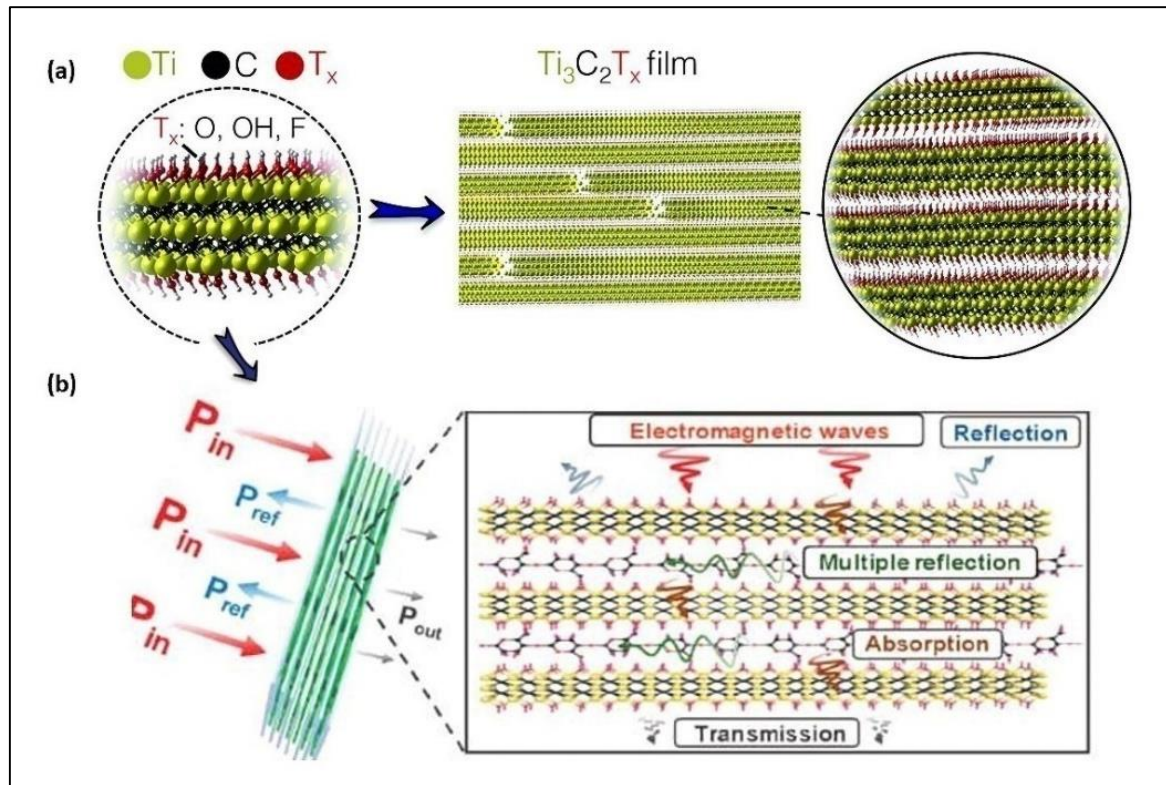 (a)
Ti C Tₓ
Tₓ: O, OH, F
Ti₃C₂Tₓ film
(b)
Pin
Pref
Pin
Pref
Pin
Pout
Electromagnetic waves
Reflection
Multiple reflection
Absorption
Transmission